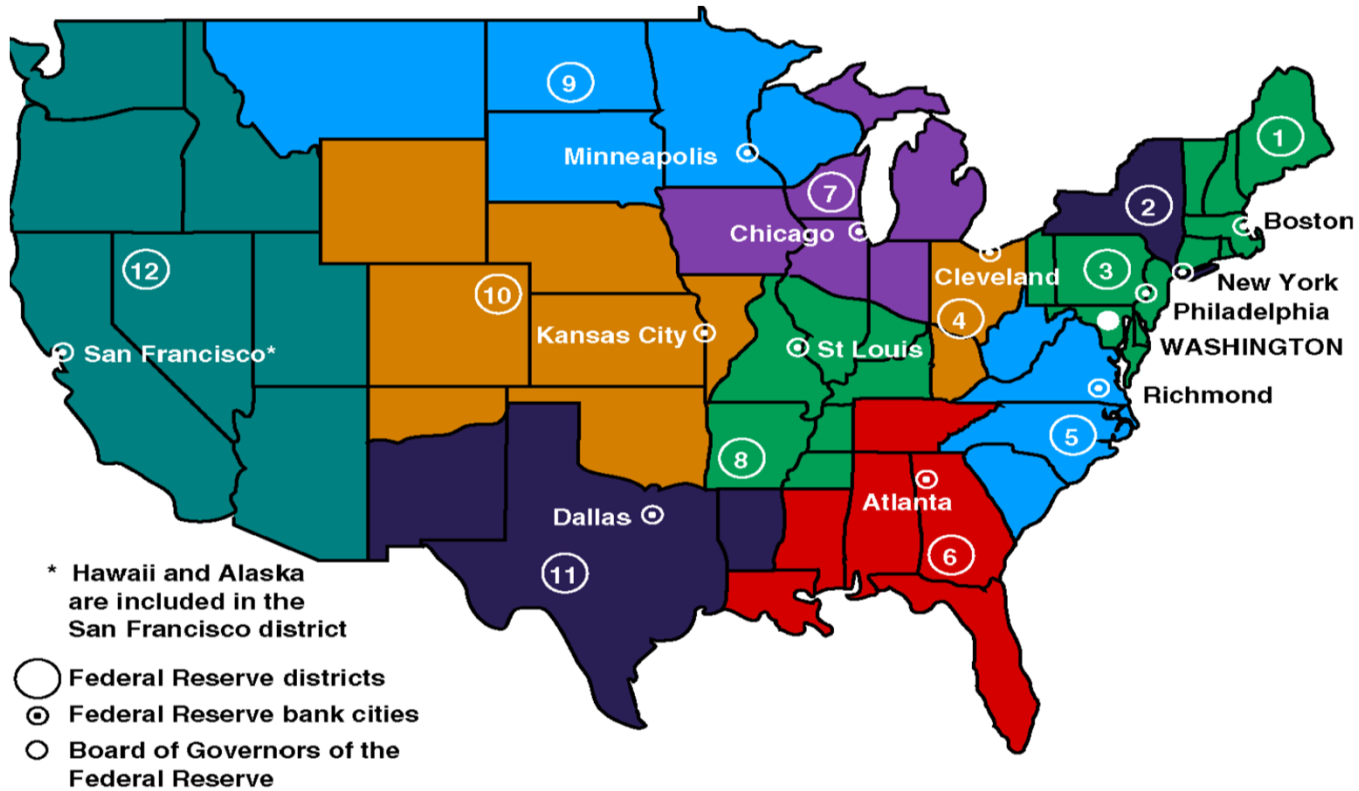 9
1
Minneapolis
7
2
Boston
Chicago
12
3
Cleveland
10
New York
4
Philadelphia
Kansas City
San Francisco*
St Louis
WASHINGTON
Richmond
5
8
Atlanta
Dallas
6
11
* Hawaii and Alaska
are included in the
San Francisco district
Federal Reserve districts
Federal Reserve bank cities
Board of Governors of the
Federal Reserve